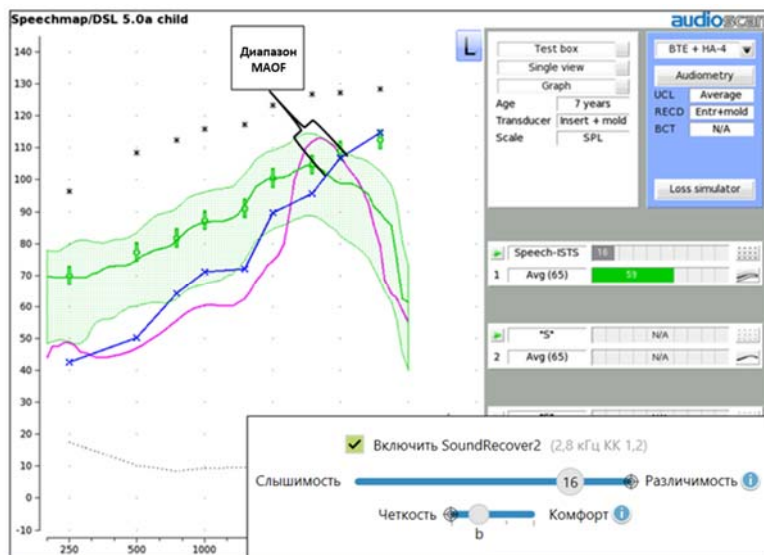 Speechmap/DSL 5.0a child
audioscan
Диапазон
MAOF
L
140
130
120
110
100
90
80
70
60
50
40
30
20
10
0
-10
250
500
1000
Test box
Single view
Graph
Age 7 years
Transducer Insert + mold
Scale SPL
BTE + HA-4
Audiometry
UCL Average
RECD Entr+mold
BCT N/A
Loss simulator
Speech-ISTS 16
1 Avg (65) 59
"S" N/A
2 Avg (65) N/A
Включить SoundRecover2 (2,8 кГц КК 1,2)
Слышимость 16 Различимость i
Четкость Комфорт i
b